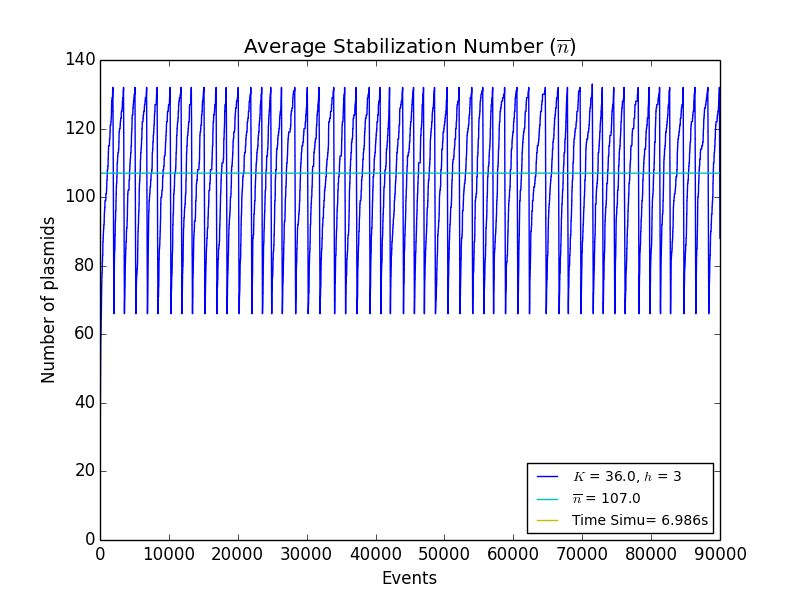 Average Stabilization Number (n̅)
140
120
100
80
60
40
20
0
Number of plasmids
K = 36.0, h = 3
n̅ = 107.0
Time Simu= 6.986s
0 10000 20000 30000 40000 50000 60000 70000 80000 90000
Events